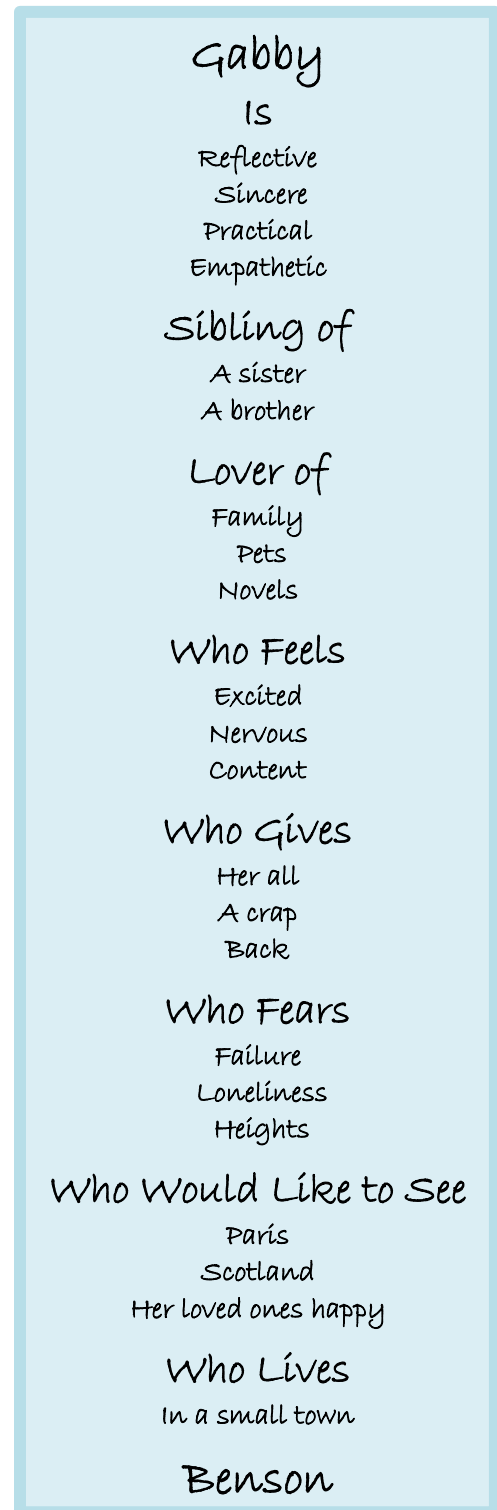 Gabby
Is
Reflective
Sincere
Practical
Empathetic
Sibling of
A sister
A brother
Lover of
Family
Pets
Novels
Who Feels
Excited
Nervous
Content
Who Gives
Her all
A crap
Back
Who Fears
Failure
Loneliness
Heights
Who Would Like to See
Paris
Scotland
Her loved ones happy
Who Lives
In a small town
Benson